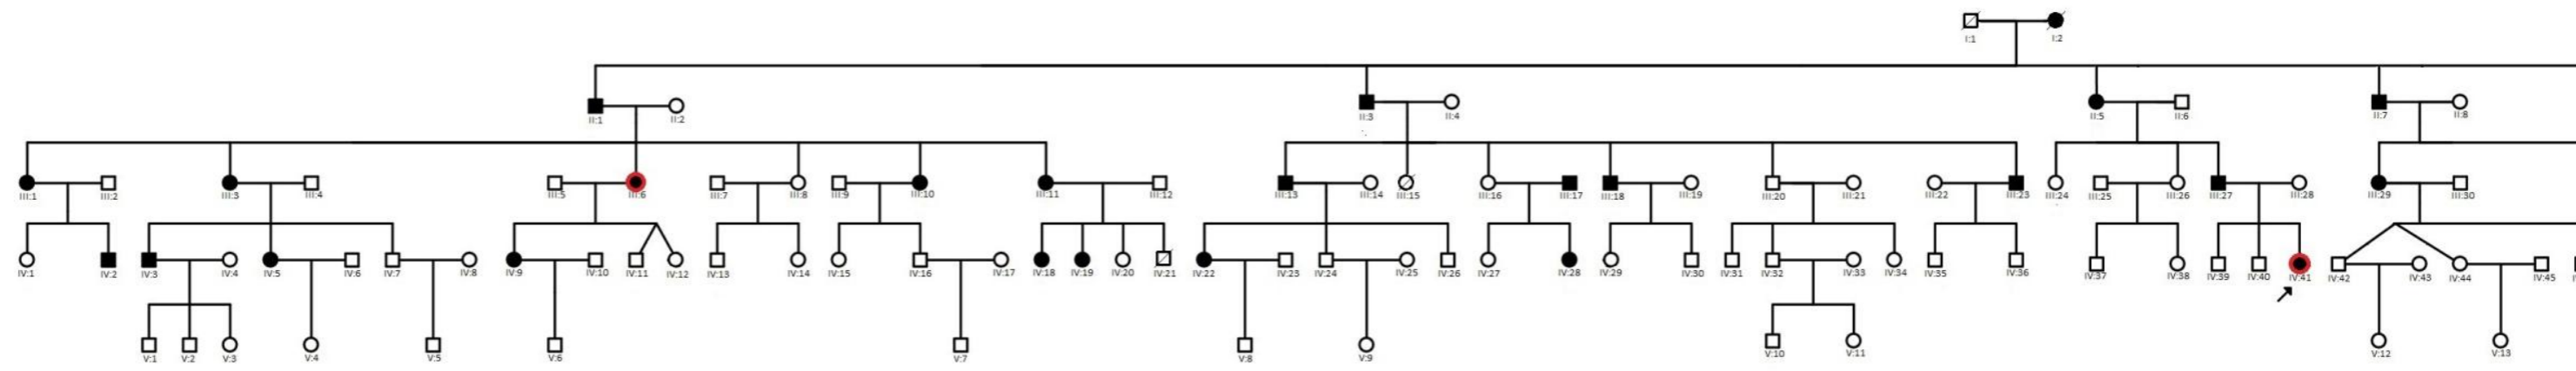 I:1 I:2
II:1 II:2 II:3 II:4 II:5 II:6 II:7 II:8
III:1 III:2 III:3 III:4 III:5 III:6 III:7 III:8 III:9 III:10 III:11 III:12 III:13 III:14 III:15 III:16 III:17 III:18 III:19 III:20 III:21 III:22 III:23 III:24 III:25 III:26 III:27 III:28 III:29 III:30
IV:1 IV:2 IV:3 IV:4 IV:5 IV:6 IV:7 IV:8 IV:9 IV:10 IV:11 IV:12 IV:13 IV:14 IV:15 IV:16 IV:17 IV:18 IV:19 IV:20 IV:21 IV:22 IV:23 IV:24 IV:25 IV:26 IV:27 IV:28 IV:29 IV:30 IV:31 IV:32 IV:33 IV:34 IV:35 IV:36 IV:37 IV:38 IV:39 IV:40 IV:41 IV:42 IV:43 IV:44 IV:45
V:1 V:2 V:3 V:4 V:5 V:6 V:7 V:8 V:9 V:10 V:11 V:12 V:13